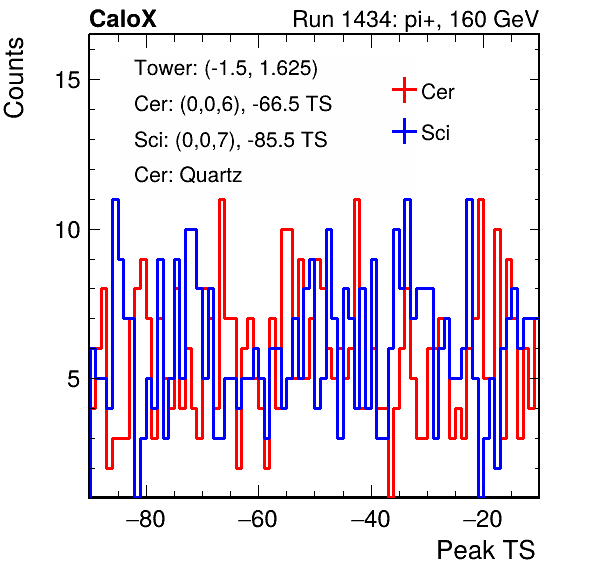 CaloX Run 1434: pi+, 160 GeV
Counts
Tower: (-1.5, 1.625)
Cer: (0,0,6), -66.5 TS
Sci: (0,0,7), -85.5 TS
Cer: Quartz
Cer
Sci
15
10
5
−80 −60 −40 −20
Peak TS